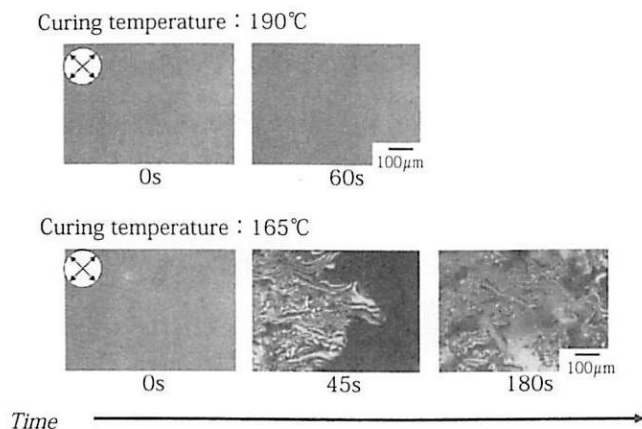 Curing temperature：190℃
100μm
0s 60s
Curing temperature：165℃
100μm
0s 45s 180s
Time